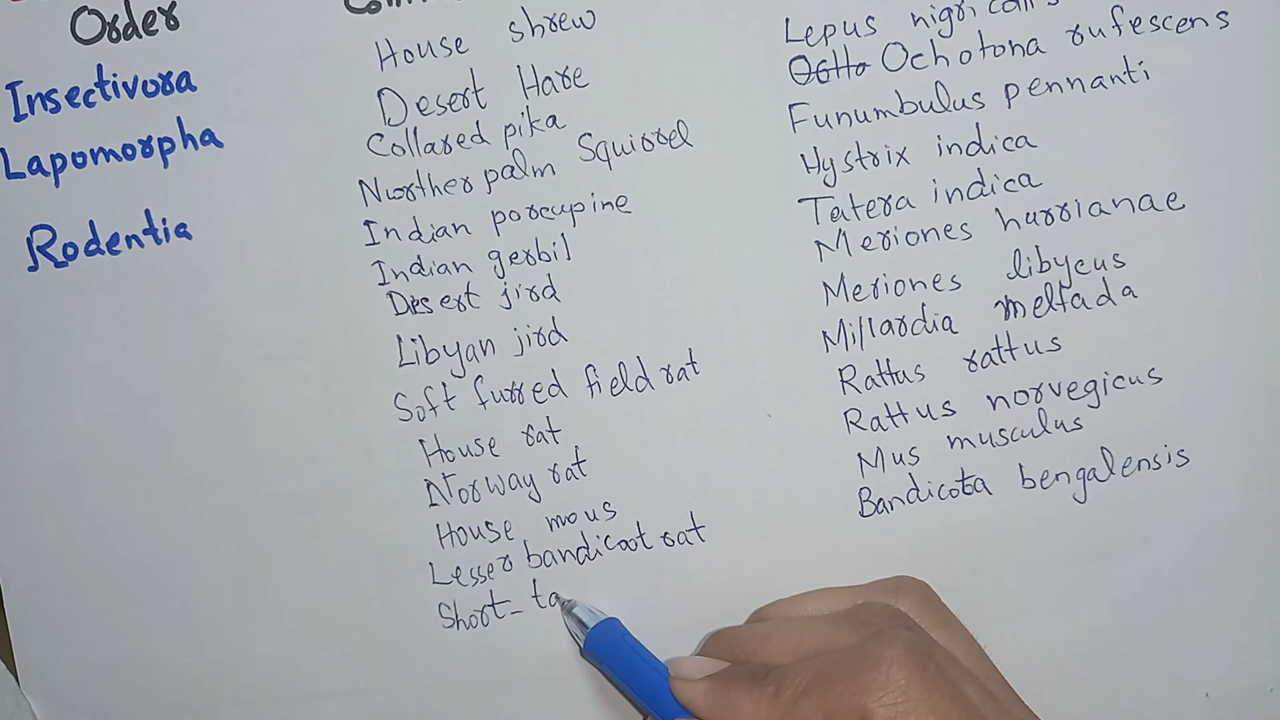 Order
Insectivora
Lapomorpha
Rodentia
House shrew
Desert Hare
Collared pika
Norther palm Squirrel
Indian porcupine
Indian gerbil
Desert jird
Libyan jird
Soft furred field rat
House rat
Norway rat
House mous
Lesser bandicoot rat
Short-ta
Lepus
Ochotona rufescens
Funumbulus pennanti
Hystrix indica
Tatera indica
Meriones hurrianae
Meriones libycus
Millardia meltada
Rattus rattus
Rattus norvegicus
Mus musculus
Bandicota bengalensis